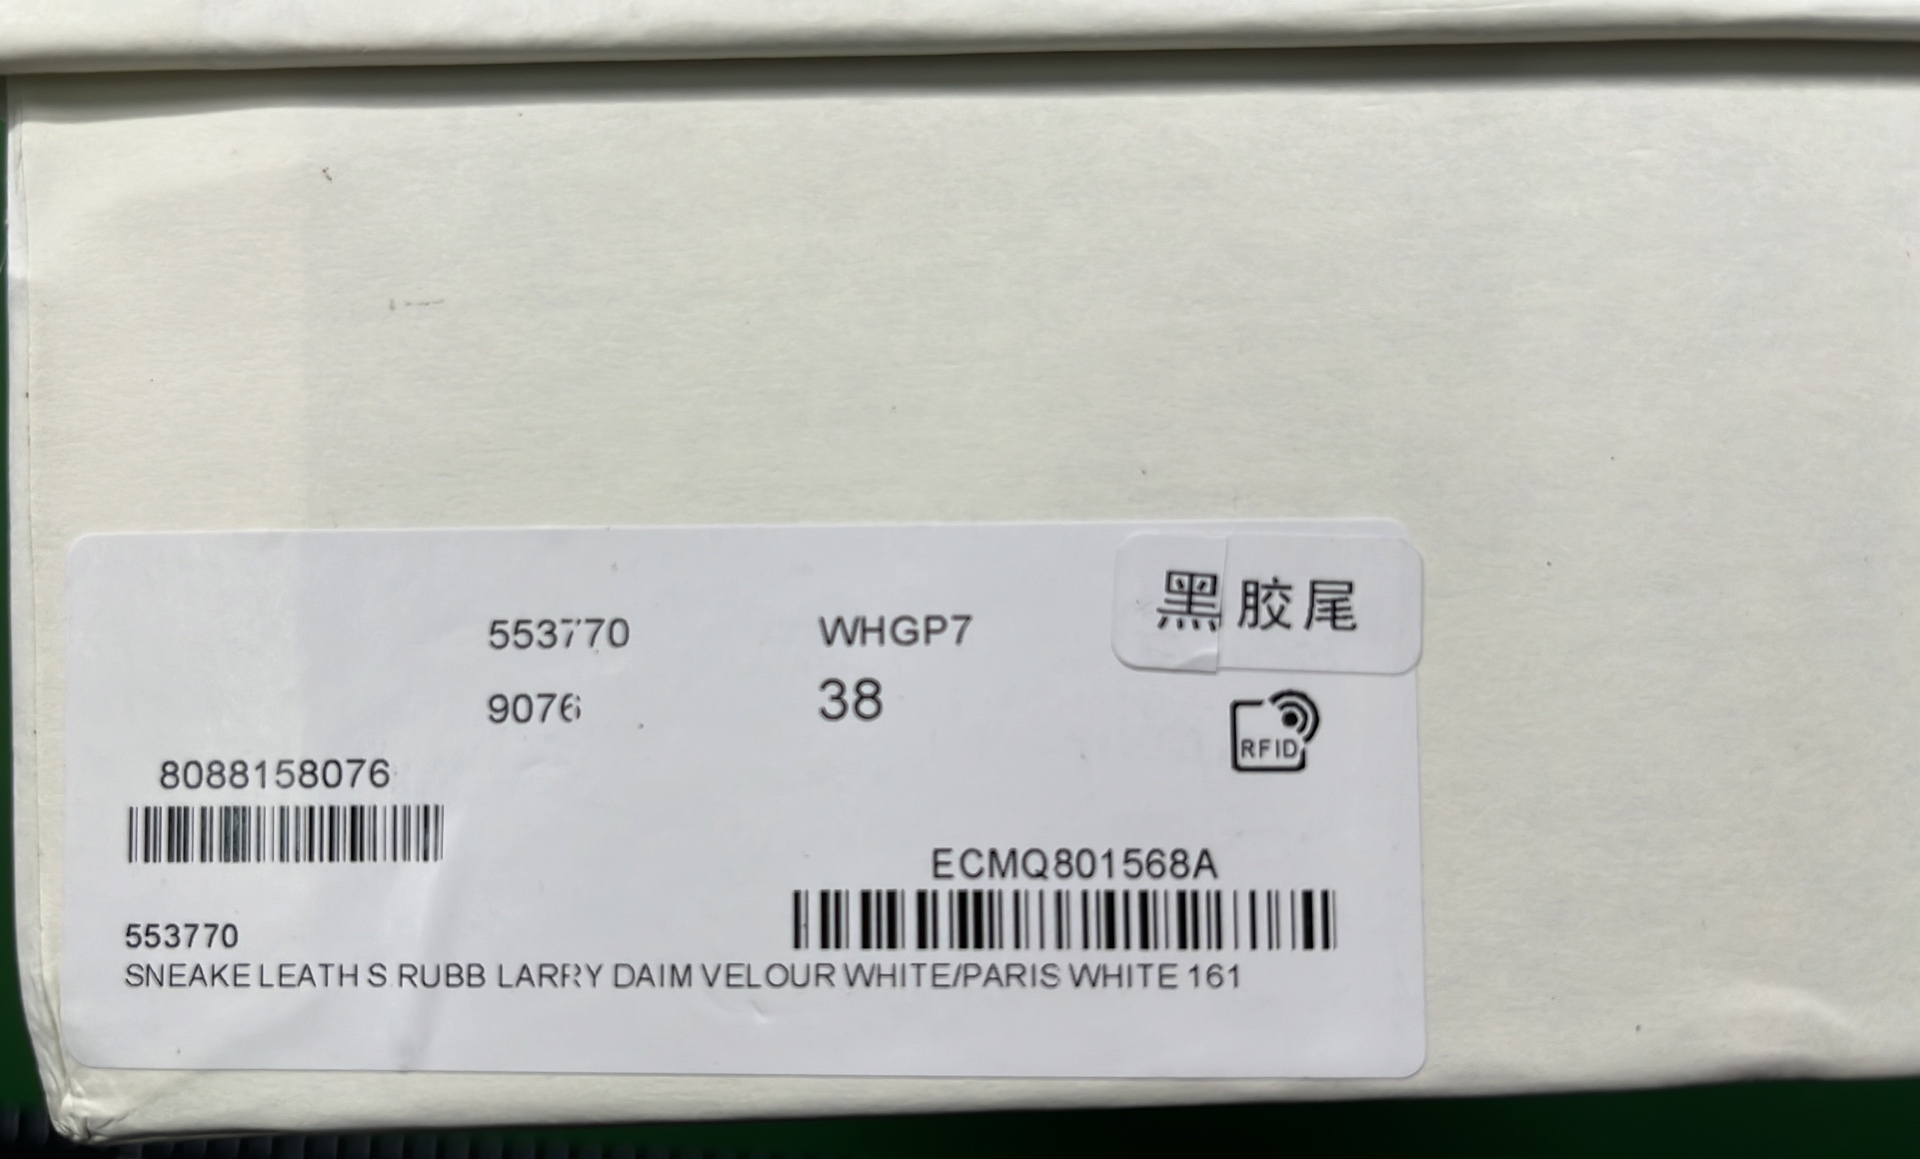 553770 WHGP7 黑胶尾
9076 38
RFID
8088158076
ECMQ801568A
553770
SNEAKE LEATH S RUBB LARRY DAIM VELOUR WHITE/PARIS WHITE 161